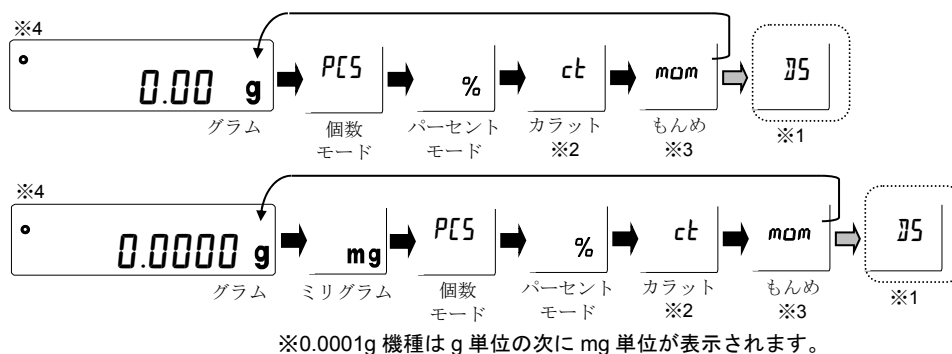 ※4
0.00 g
PCS
%
ct
mom
DS
グラム
個数
モード
パーセント
モード
カラット
※2
もんめ
※3
※1
※4
0.0000 g
mg
PCS
%
ct
mom
DS
グラム
ミリグラム
個数
モード
パーセント
モード
カラット
※2
もんめ
※3
※1
※0.0001g 機種は g 単位の次に mg 単位が表示されます。